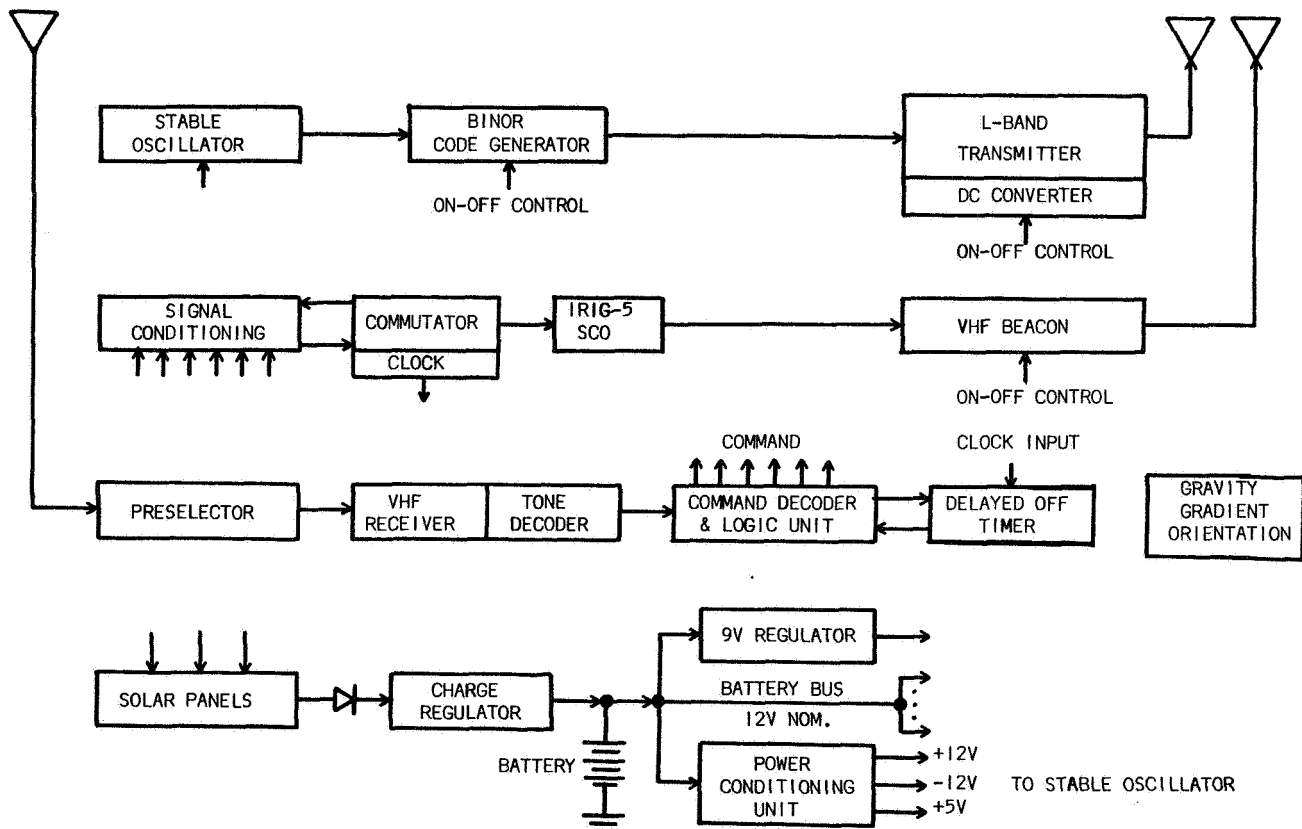 STABLE
OSCILLATOR
BINOR
CODE GENERATOR
ON-OFF CONTROL
L-BAND
TRANSMITTER
DC CONVERTER
ON-OFF CONTROL
SIGNAL
CONDITIONING
COMMUTATOR
CLOCK
IRIG-5
SCO
VHF BEACON
ON-OFF CONTROL
PRESELECTOR
VHF
RECEIVER
TONE
DECODER
COMMAND
COMMAND DECODER
& LOGIC UNIT
CLOCK INPUT
DELAYED OFF
TIMER
GRAVITY
GRADIENT
ORIENTATION
SOLAR PANELS
CHARGE
REGULATOR
BATTERY
9V REGULATOR
BATTERY BUS
12V NOM.
POWER
CONDITIONING
UNIT
+12V
-12V
+5V
TO STABLE OSCILLATOR